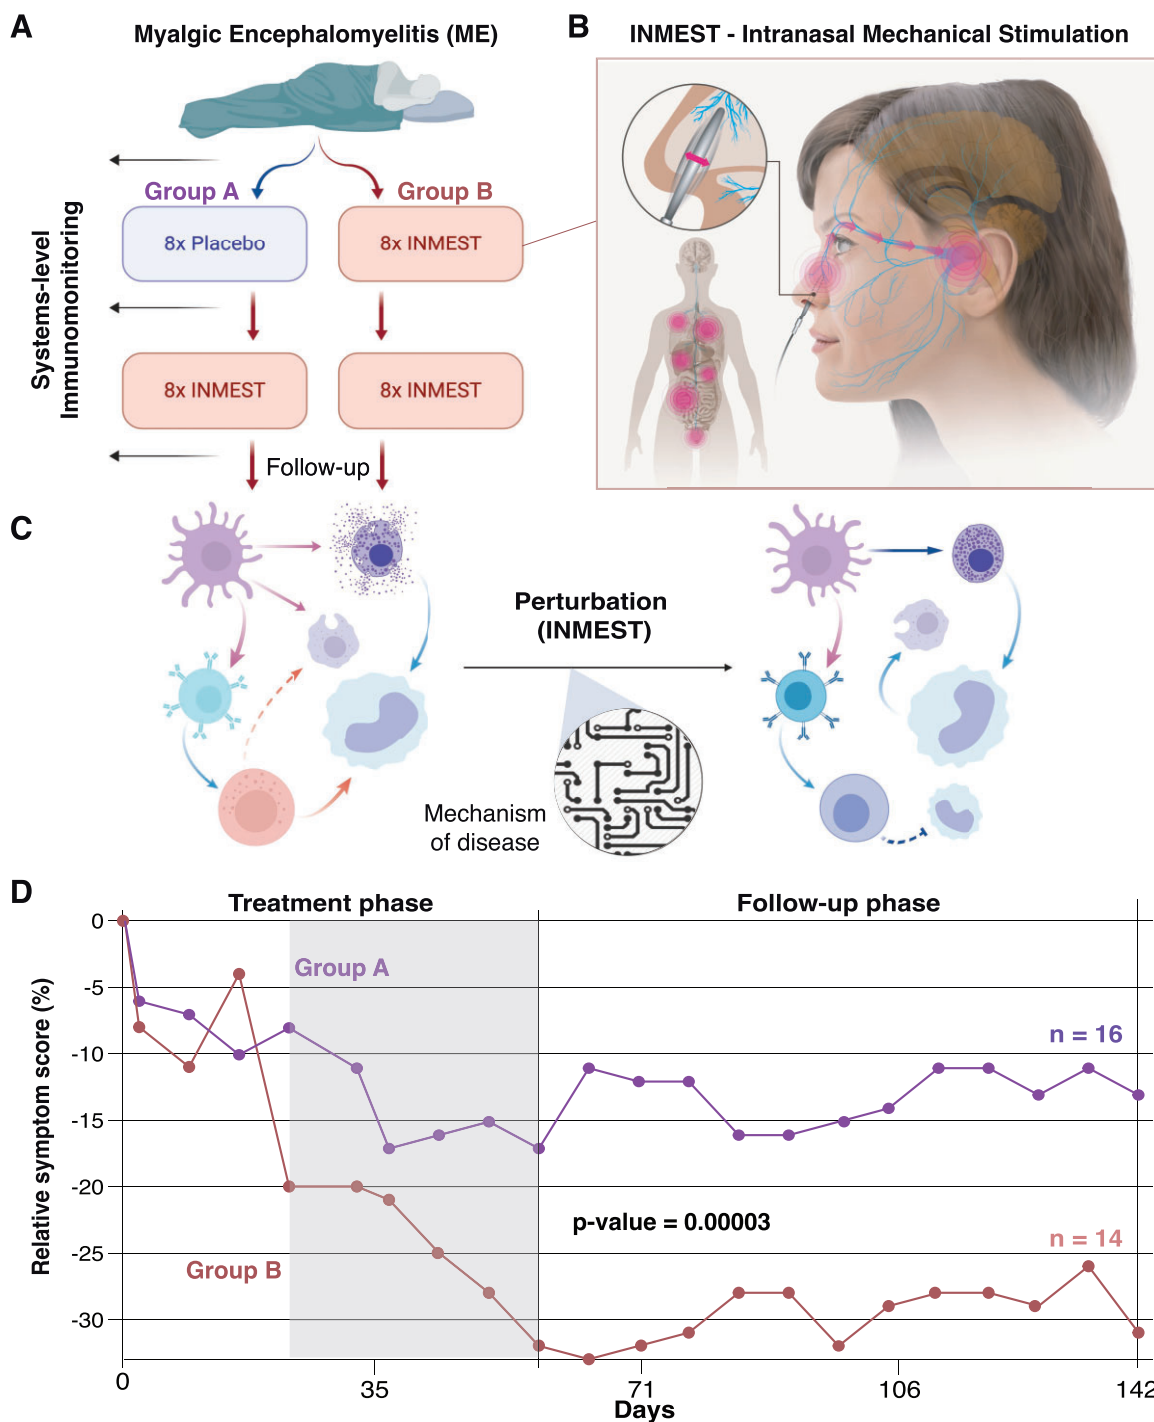 A
Myalgic Encephalomyelitis (ME)
Group A
Group B
8x Placebo
8x INMEST
Systems-level
Immunomonitoring
8x INMEST
8x INMEST
Follow-up
B
INMEST - Intranasal Mechanical Stimulation
C
Perturbation
(INMEST)
Mechanism
of disease
D
Treatment phase
Follow-up phase
Relative symptom score (%)
0
-5
-10
-15
-20
-25
-30
Group A
Group B
n = 16
p-value = 0.00003
n = 14
0
35
71
106
142
Days